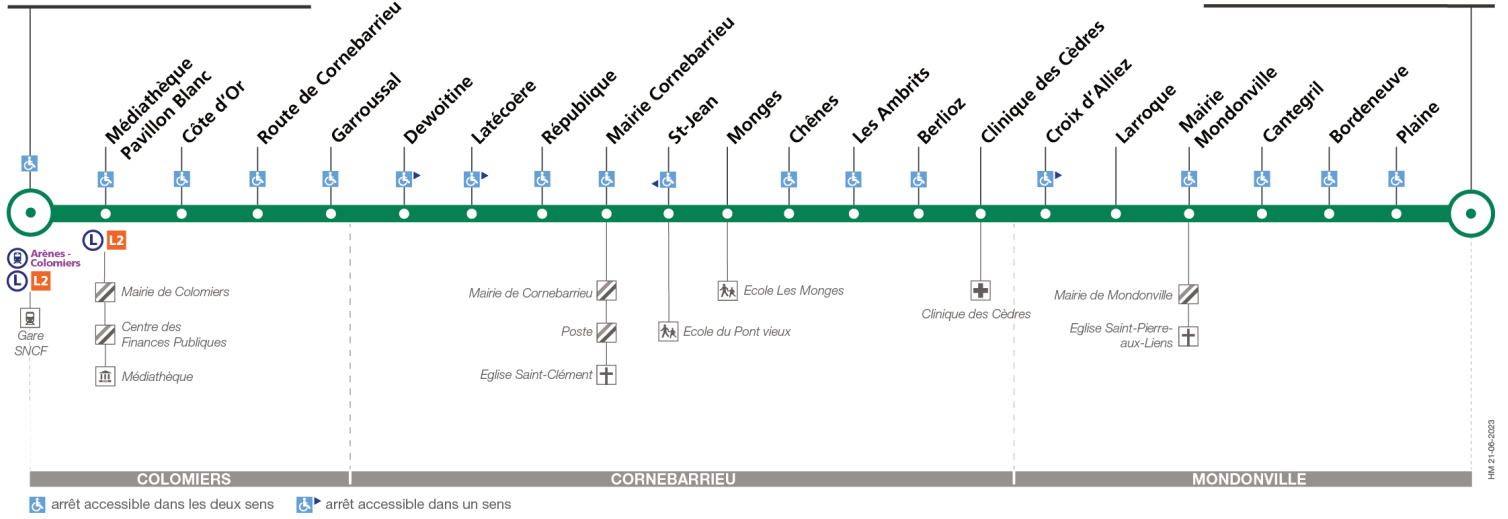 Médiathèque
Pavillon Blanc
Côte d'Or
Route de Cornebarrieu
Garroussal
Dewoitine
Latécoère
République
Mairie Cornebarrieu
St-Jean
Monges
Chênes
Les Ambrits
Berlioz
Clinique des Cèdres
Croix d'Alliez
Larroque
Mairie
Mondonville
Cantegril
Bordeneuve
Plaine
Arènes -
Colomiers
L L2
Gare
SNCF
L L2
Mairie de Colomiers
Centre des
Finances Publiques
Médiathèque
Mairie de Cornebarrieu
Poste
Eglise Saint-Clément
Ecole du Pont vieux
Ecole Les Monges
Clinique des Cèdres
Mairie de Mondonville
Eglise Saint-Pierre-
aux-Liens
HM 21-06-2023
COLOMIERS
CORNEBARRIEU
MONDONVILLE
arrêt accessible dans les deux sens
arrêt accessible dans un sens